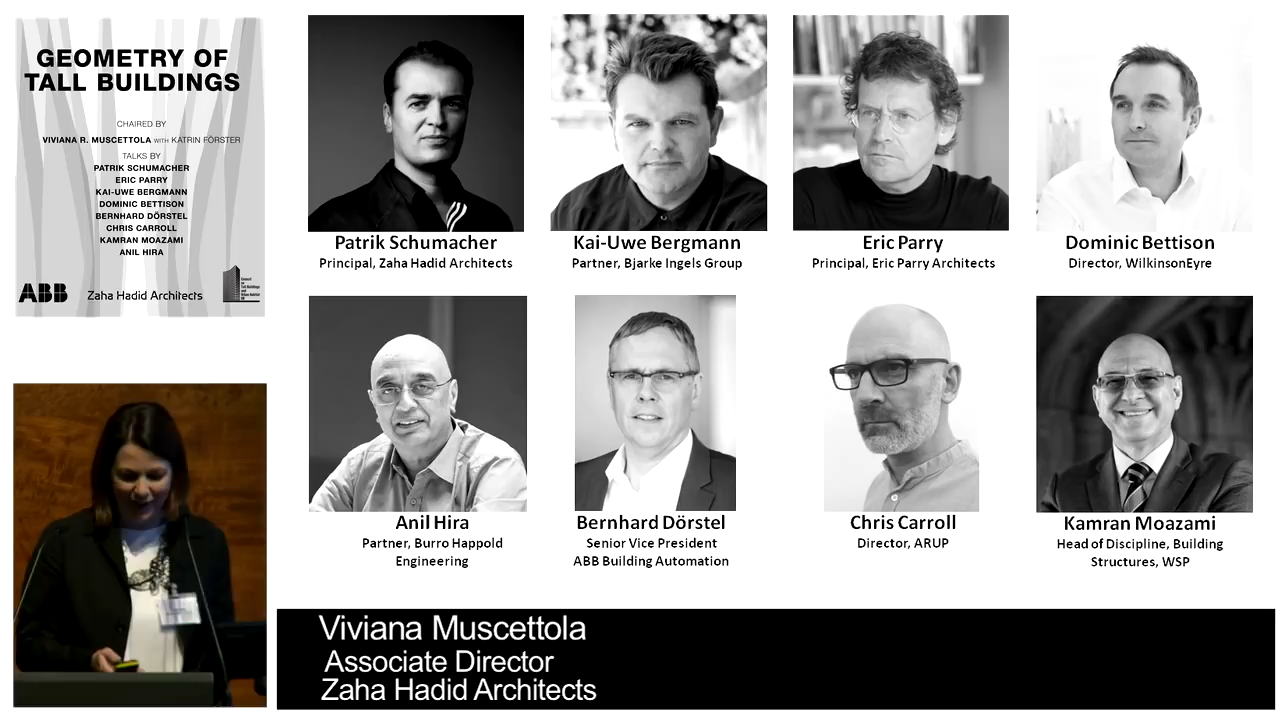 GEOMETRY OF
TALL BUILDINGS
CHAIRED BY
VIVIANA R. MUSCETTOLA WITH KATRIN FÖRSTER
TALKS BY
PATRIK SCHUMACHER
ERIC PARRY
KAI-UWE BERGMANN
DOMINIC BETTISON
BERNHARD DÖRSTEL
CHRIS CARROLL
KAMRAN MOAZAMI
ANIL HIRA
ABB
Zaha Hadid Architects
Patrik Schumacher
Principal, Zaha Hadid Architects
Kai-Uwe Bergmann
Partner, Bjarke Ingels Group
Eric Parry
Principal, Eric Parry Architects
Dominic Bettison
Director, WilkinsonEyre
Anil Hira
Partner, Burro Happold
Engineering
Bernhard Dörstel
Senior Vice President
ABB Building Automation
Chris Carroll
Director, ARUP
Kamran Moazami
Head of Discipline, Building
Structures, WSP
Viviana Muscettola
Associate Director
Zaha Hadid Architects